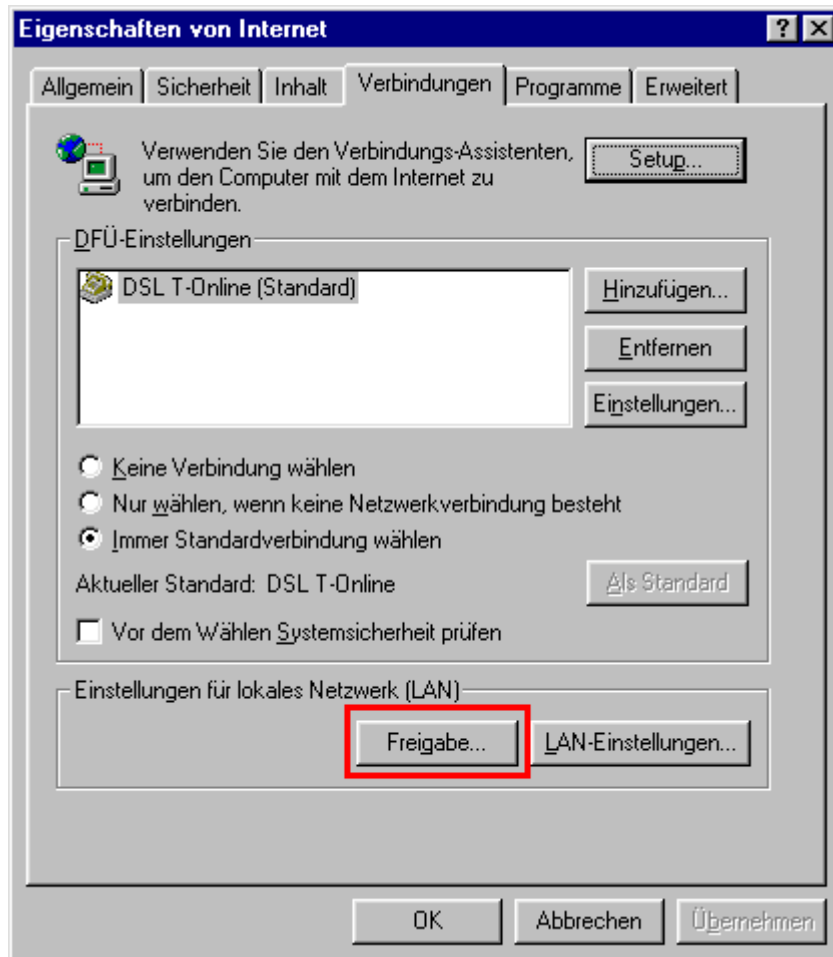 Eigenschaften von Internet
Allgemein Sicherheit Inhalt Verbindungen Programme Erweitert
Verwenden Sie den Verbindungs-Assistenten,
um den Computer mit dem Internet zu
verbinden.
Setup...
DFÜ-Einstellungen
DSL T-Online (Standard)
Hinzufügen...
Entfernen
Einstellungen...
Keine Verbindung wählen
Nur wählen, wenn keine Netzwerkverbindung besteht
Immer Standardverbindung wählen
Aktueller Standard: DSL T-Online
Als Standard
Vor dem Wählen Systemsicherheit prüfen
Einstellungen für lokales Netzwerk (LAN)
Freigabe... LAN-Einstellungen...
OK Abbrechen Übernehmen